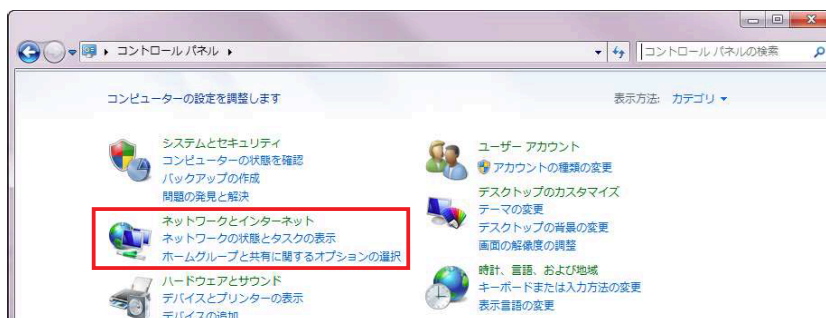 コントロール パネル
コントロール パネルの検索
コンピューターの設定を調整します
表示方法: カテゴリ
システムとセキュリティ
コンピューターの状態を確認
バックアップの作成
問題の発見と解決
ネットワークとインターネット
ネットワークの状態とタスクの表示
ホームグループと共有に関するオプションの選択
ハードウェアとサウンド
デバイスとプリンターの表示
デバイスの追加
ユーザー アカウント
アカウントの種類の変更
デスクトップのカスタマイズ
テーマの変更
デスクトップの背景の変更
画面の解像度の調整
時計、言語、および地域
キーボードまたは入力方法の変更
表示言語の変更